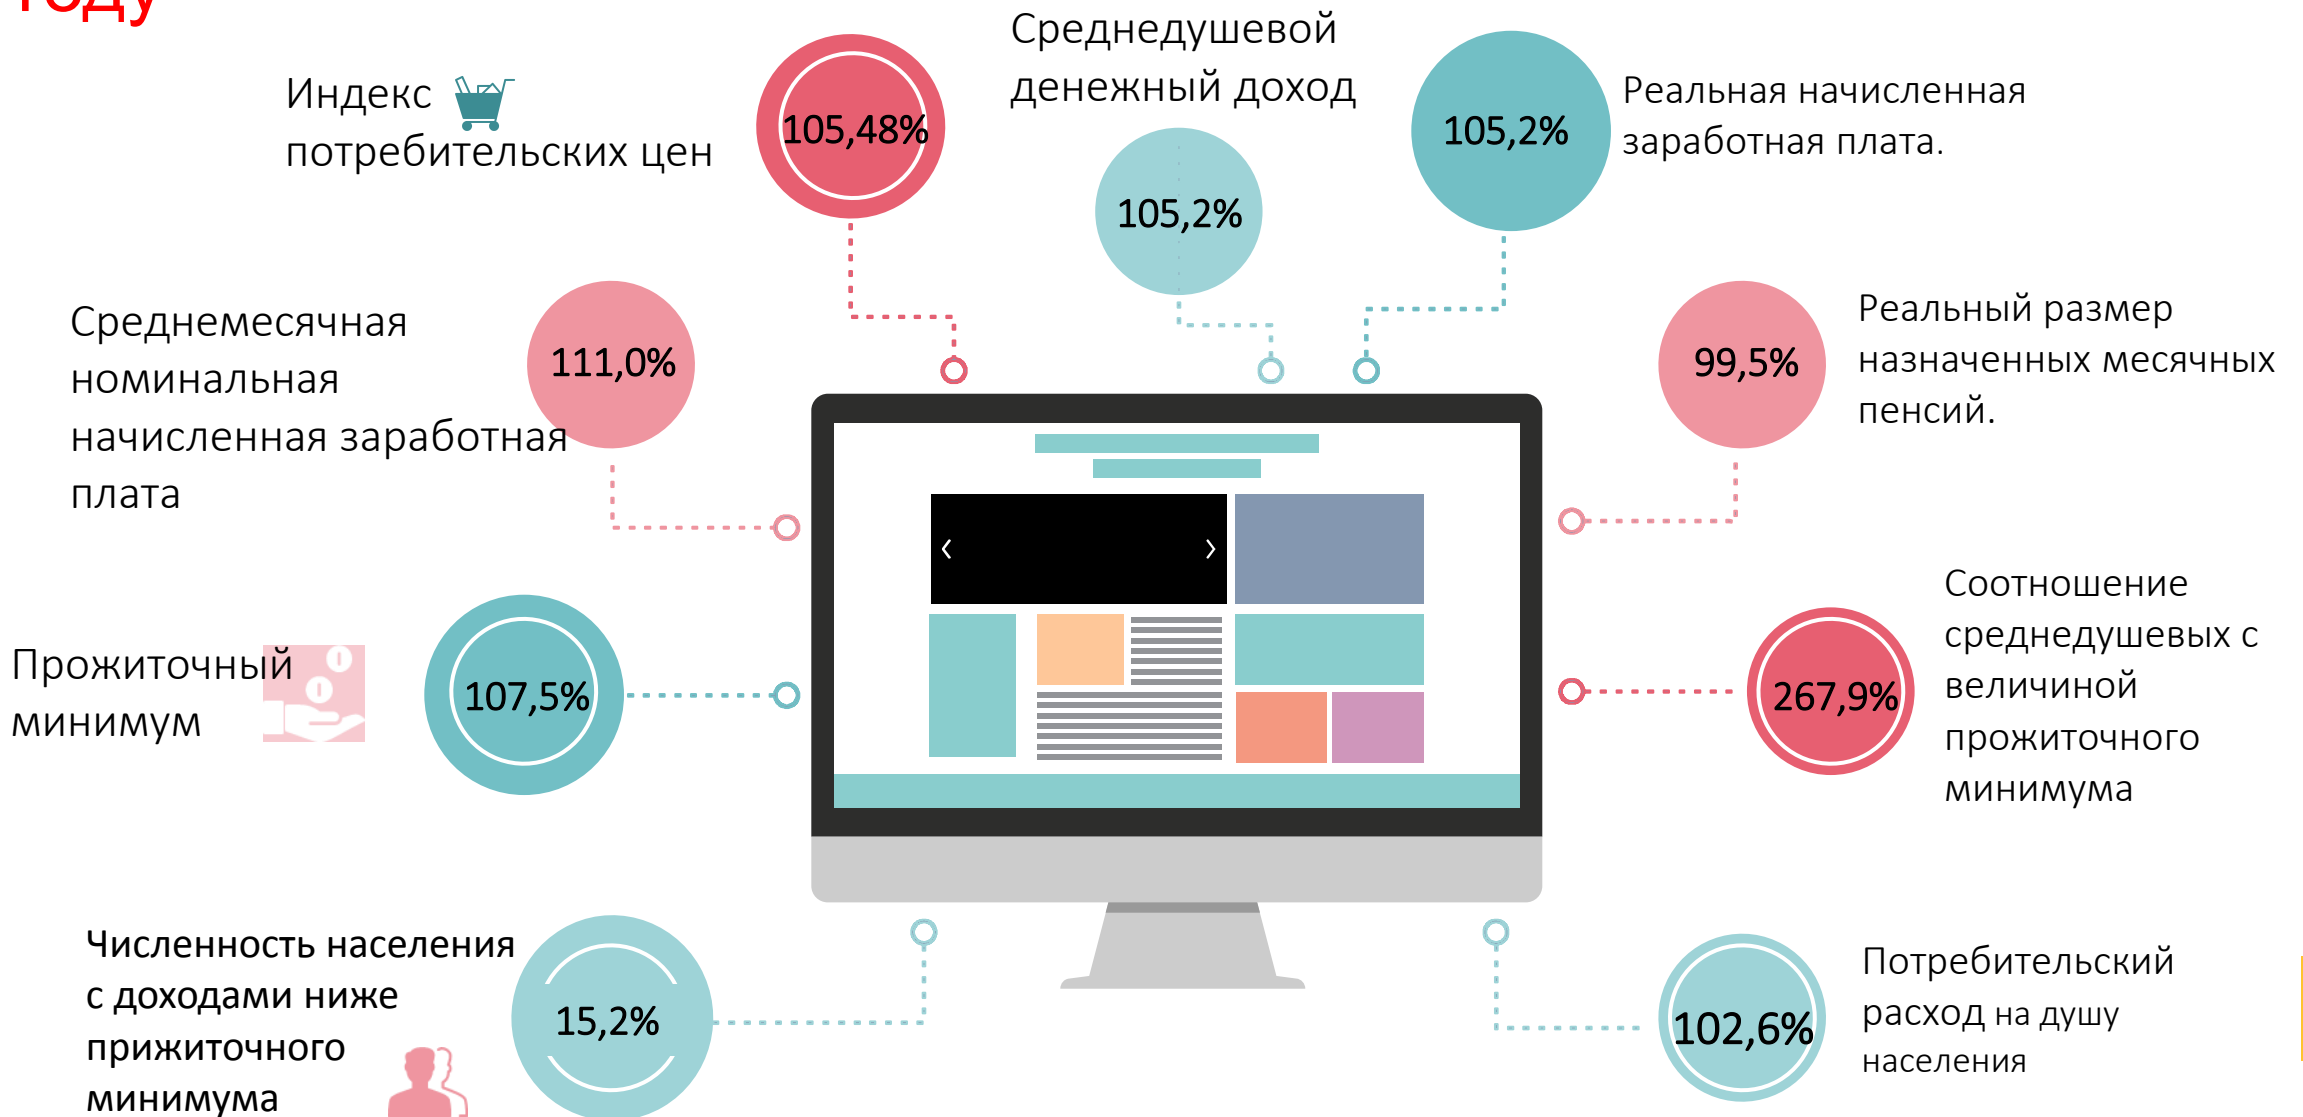 году
Индекс
потребительских цен
105,48%
Среднедушевой
денежный доход
105,2%
105,2%
Реальная начисленная
заработная плата.
Среднемесячная
номинальная
начисленная заработная
плата
111,0%
99,5%
Реальный размер
назначенных месячных
пенсий.
Прожиточный
минимум
107,5%
267,9%
Соотношение
среднедушевых с
величиной
прожиточного
минимума
Численность населения
с доходами ниже
прижиточного
минимума
15,2%
102,6%
Потребительский
расход на душу
населения